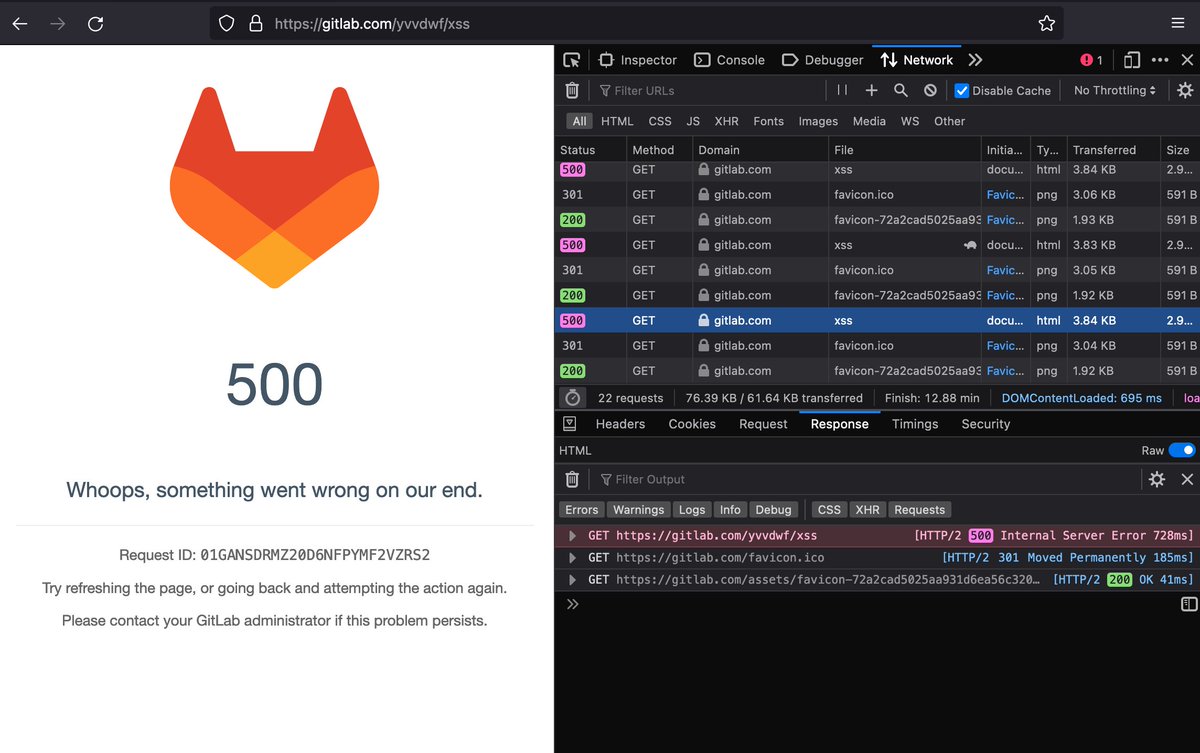 https://gitlab.com/yvvdwf/xss
500
Whoops, something went wrong on our end.
Request ID: 01GANSDRMZ20D6NFPYMF2VZRS2
Try refreshing the page, or going back and attempting the action again.
Please contact your GitLab administrator if this problem persists.
Inspector Console Debugger Network 1
Filter URLs Disable Cache No Throttling
All HTML CSS JS XHR Fonts Images Media WS Other
Status Method Domain File Initia... Ty... Transferred Size
500 GET gitlab.com xss docu... html 3.84 KB 2.9...
301 GET gitlab.com favicon.ico Favic... png 3.06 KB 591 B
200 GET gitlab.com favicon-72a2cad5025aa93 Favic... png 1.93 KB 591 B
500 GET gitlab.com xss docu... html 3.83 KB 2.9...
301 GET gitlab.com favicon.ico Favic... png 3.05 KB 591 B
200 GET gitlab.com favicon-72a2cad5025aa93 Favic... png 1.92 KB 591 B
500 GET gitlab.com xss docu... html 3.84 KB 2.9...
301 GET gitlab.com favicon.ico Favic... png 3.04 KB 591 B
200 GET gitlab.com favicon-72a2cad5025aa93 Favic... png 1.92 KB 591 B
22 requests 76.39 KB / 61.64 KB transferred Finish: 12.88 min DOMContentLoaded: 695 ms loa
Headers Cookies Request Response Timings Security
HTML Raw
Filter Output
Errors Warnings Logs Info Debug CSS XHR Requests
GET https://gitlab.com/yvvdwf/xss [HTTP/2 500 Internal Server Error 728ms]
GET https://gitlab.com/favicon.ico [HTTP/2 301 Moved Permanently 185ms]
GET https://gitlab.com/assets/favicon-72a2cad5025aa931d6ea56c320… [HTTP/2 200 OK 41ms]